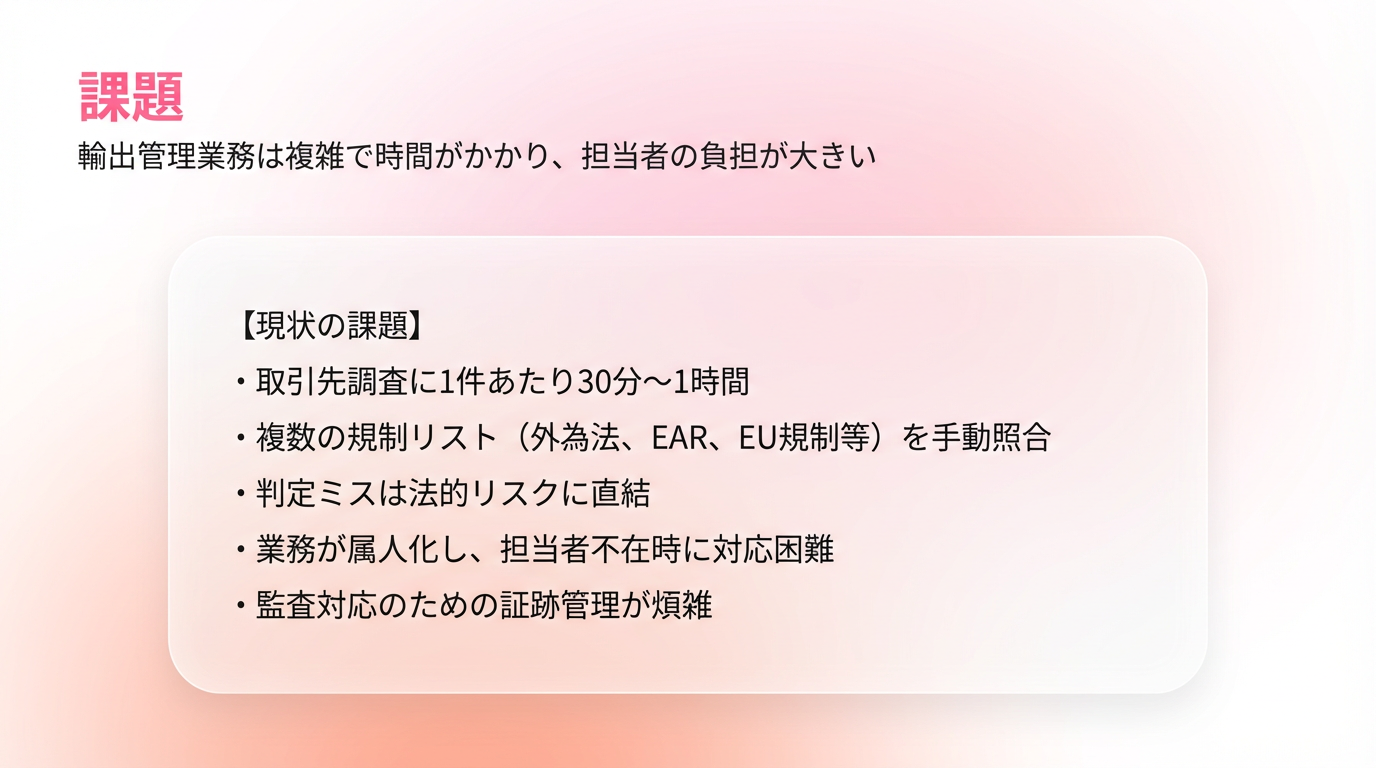 課題
輸出管理業務は複雑で時間がかかり、担当者の負担が大きい
【現状の課題】
・取引先調査に1件あたり30分～1時間
・複数の規制リスト（外為法、EAR、EU規制等）を手動照合
・判定ミスは法的リスクに直結
・業務が属人化し、担当者不在時に対応困難
・監査対応のための証跡管理が煩雑